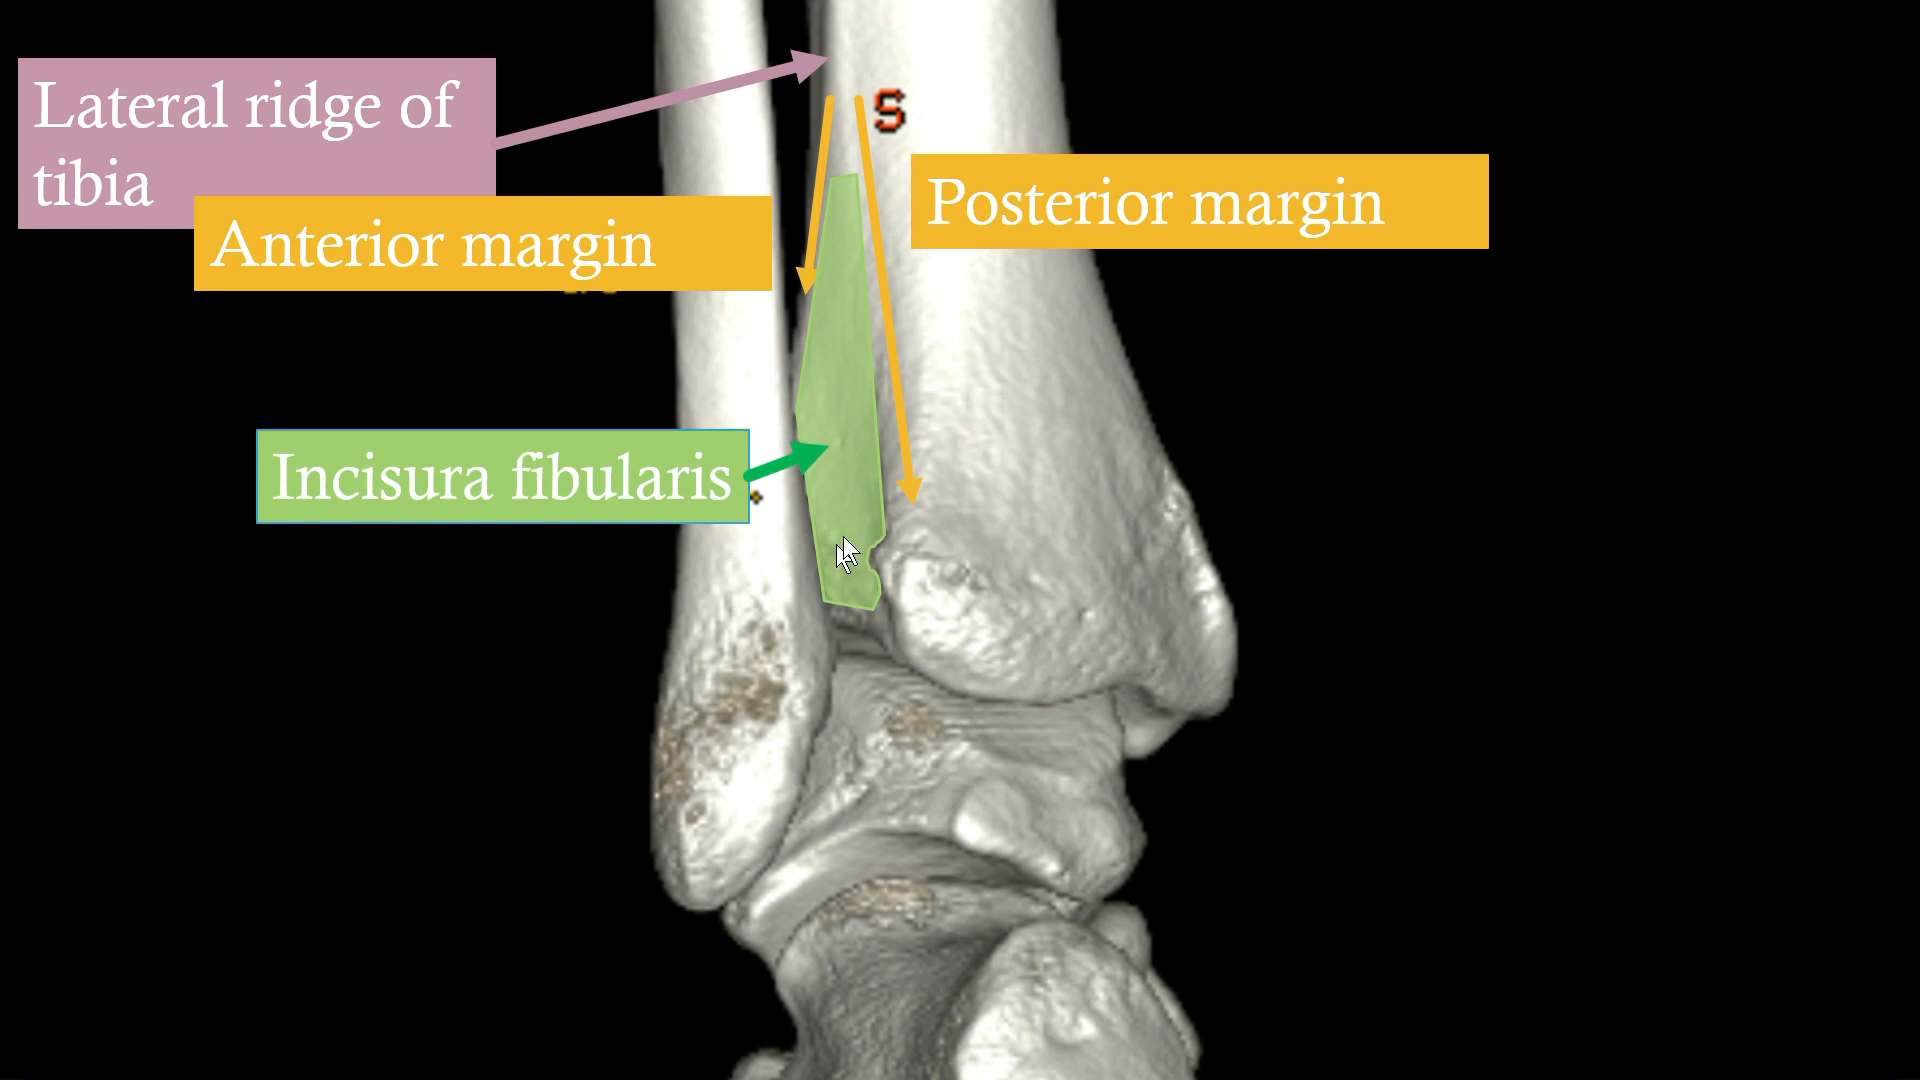 Lateral ridge of
tibia
S
Posterior margin
Anterior margin
Incisura fibularis